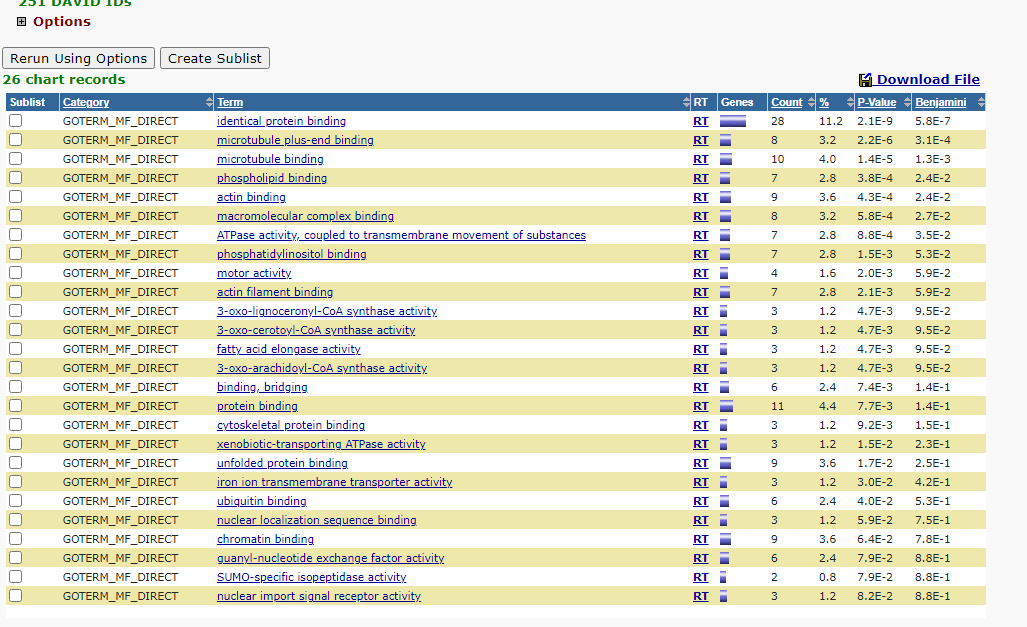 251 DAVID IDs
Options
Rerun Using Options Create Sublist
26 chart records
Download File
Sublist Category Term RT Genes Count % P-Value Benjamini
GOTERM_MF_DIRECT identical protein binding RT 28 11.2 2.1E-9 5.8E-7
GOTERM_MF_DIRECT microtubule plus-end binding RT 8 3.2 2.2E-6 3.1E-4
GOTERM_MF_DIRECT microtubule binding RT 10 4.0 1.4E-5 1.3E-3
GOTERM_MF_DIRECT phospholipid binding RT 7 2.8 3.8E-4 2.4E-2
GOTERM_MF_DIRECT actin binding RT 9 3.6 4.3E-4 2.4E-2
GOTERM_MF_DIRECT macromolecular complex binding RT 8 3.2 5.8E-4 2.7E-2
GOTERM_MF_DIRECT ATPase activity, coupled to transmembrane movement of substances RT 7 2.8 8.8E-4 3.5E-2
GOTERM_MF_DIRECT phosphatidylinositol binding RT 7 2.8 1.5E-3 5.3E-2
GOTERM_MF_DIRECT motor activity RT 4 1.6 2.0E-3 5.9E-2
GOTERM_MF_DIRECT actin filament binding RT 7 2.8 2.1E-3 5.9E-2
GOTERM_MF_DIRECT 3-oxo-lignoceronyl-CoA synthase activity RT 3 1.2 4.7E-3 9.5E-2
GOTERM_MF_DIRECT 3-oxo-cerotoyl-CoA synthase activity RT 3 1.2 4.7E-3 9.5E-2
GOTERM_MF_DIRECT fatty acid elongase activity RT 3 1.2 4.7E-3 9.5E-2
GOTERM_MF_DIRECT 3-oxo-arachidoyl-CoA synthase activity RT 3 1.2 4.7E-3 9.5E-2
GOTERM_MF_DIRECT binding, bridging RT 6 2.4 7.4E-3 1.4E-1
GOTERM_MF_DIRECT protein binding RT 11 4.4 7.7E-3 1.4E-1
GOTERM_MF_DIRECT cytoskeletal protein binding RT 3 1.2 9.2E-3 1.5E-1
GOTERM_MF_DIRECT xenobiotic-transporting ATPase activity RT 3 1.2 1.5E-2 2.3E-1
GOTERM_MF_DIRECT unfolded protein binding RT 9 3.6 1.7E-2 2.5E-1
GOTERM_MF_DIRECT iron ion transmembrane transporter activity RT 3 1.2 3.0E-2 4.2E-1
GOTERM_MF_DIRECT ubiquitin binding RT 6 2.4 4.0E-2 5.3E-1
GOTERM_MF_DIRECT nuclear localization sequence binding RT 3 1.2 5.9E-2 7.5E-1
GOTERM_MF_DIRECT chromatin binding RT 9 3.6 6.4E-2 7.8E-1
GOTERM_MF_DIRECT guanyl-nucleotide exchange factor activity RT 6 2.4 7.9E-2 8.8E-1
GOTERM_MF_DIRECT SUMO-specific isopeptidase activity RT 2 0.8 7.9E-2 8.8E-1
GOTERM_MF_DIRECT nuclear import signal receptor activity RT 3 1.2 8.2E-2 8.8E-1